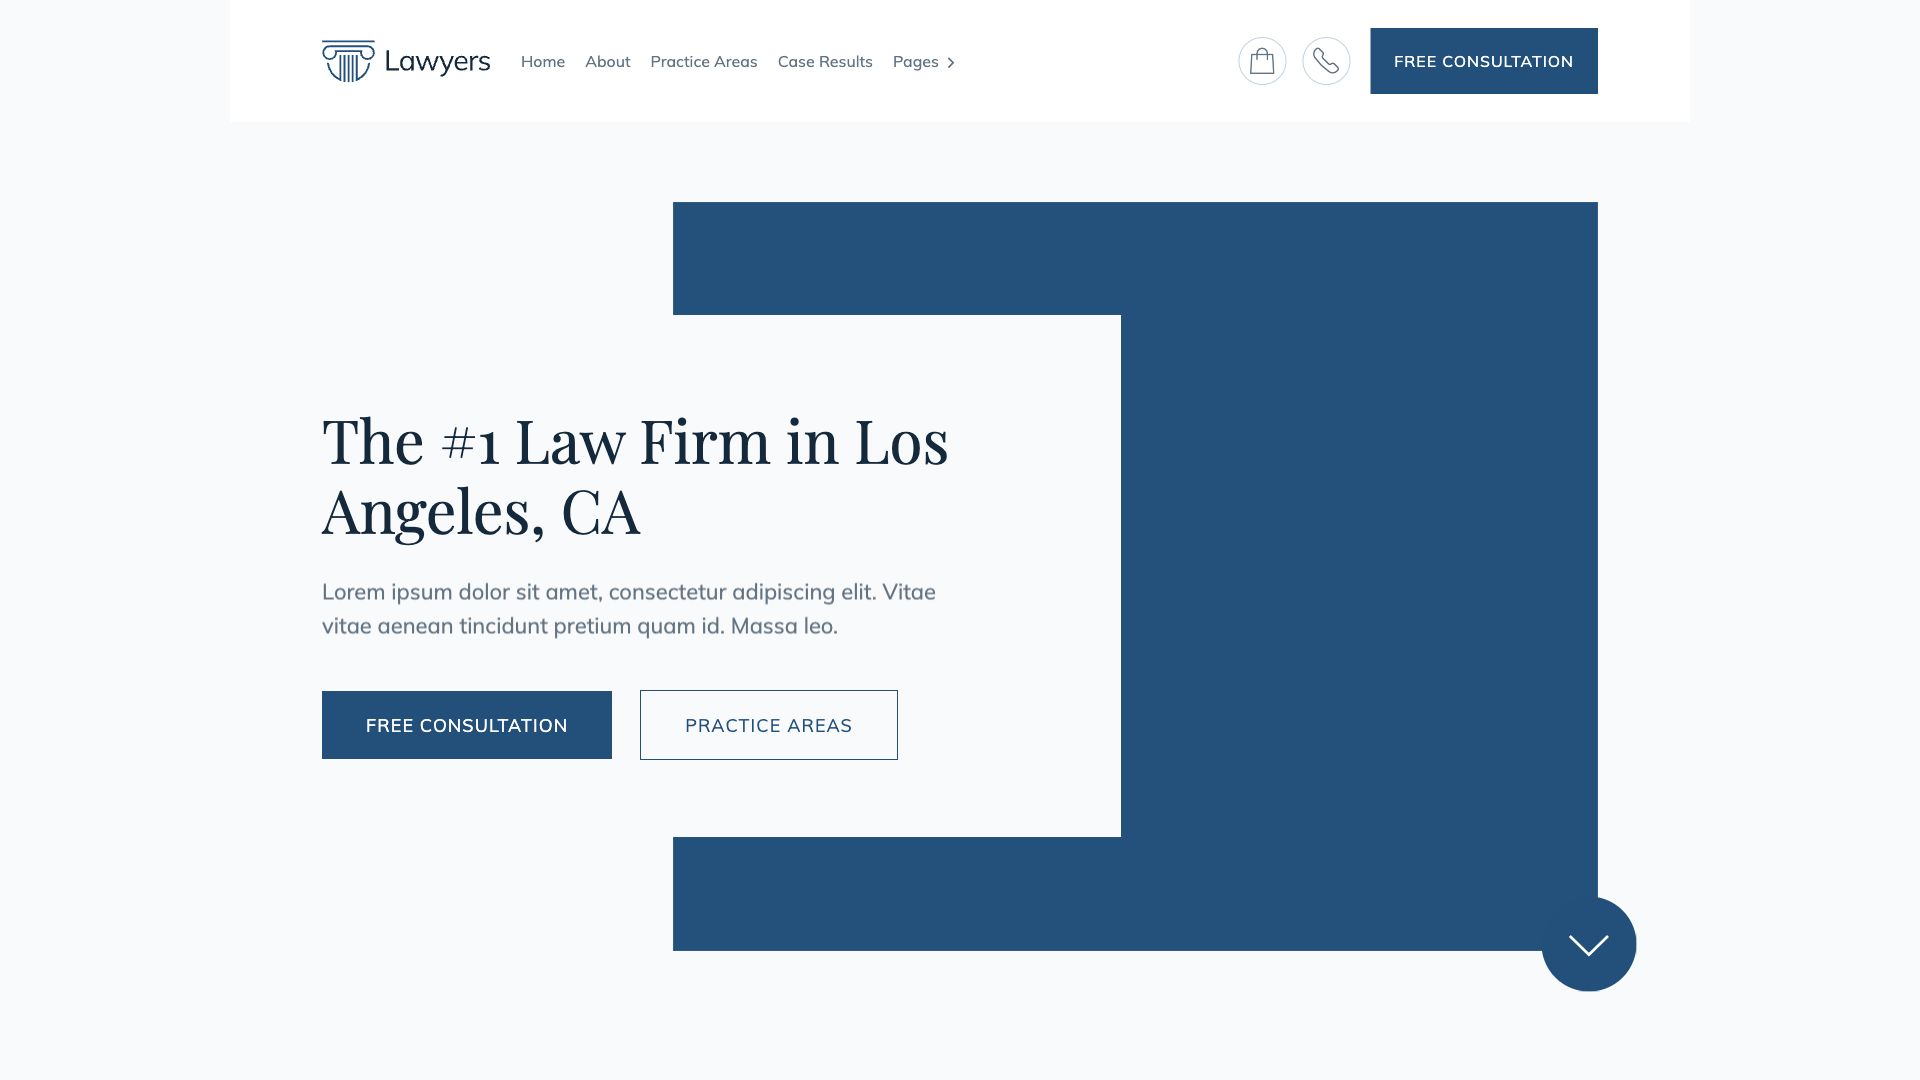 Lawyers
Home About Practice Areas Case Results Pages
FREE CONSULTATION
The #1 Law Firm in Los
Angeles, CA
Lorem ipsum dolor sit amet, consectetur adipiscing elit. Vitae
vitae aenean tincidunt pretium quam id. Massa leo.
FREE CONSULTATION
PRACTICE AREAS